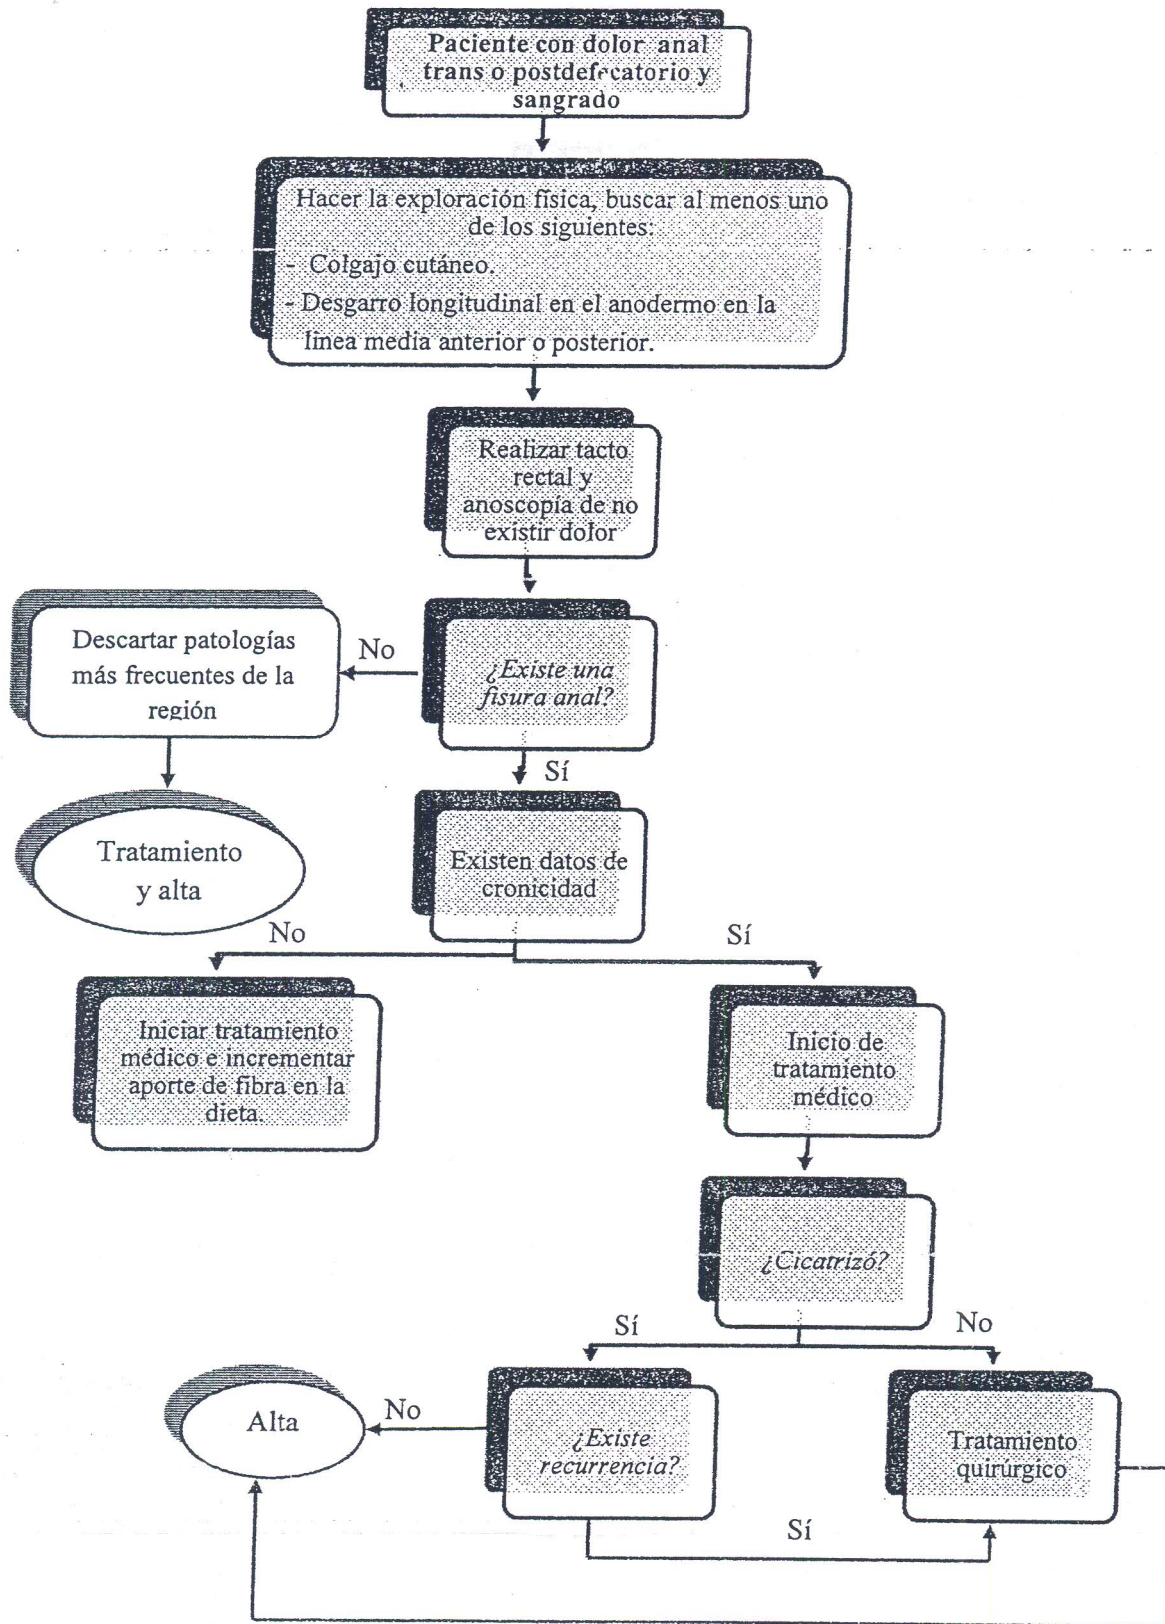 Paciente con dolor anal
trans o postdefecatorio y
sangrado
Hacer la exploración física, buscar al menos uno
de los siguientes:
- Colgajo cutáneo.
- Desgarro longitudinal en el anodermo en la
linea media anterior o posterior.
Realizar tacto
rectal y
anoscopía de no
existir dolor
Descartar patologías
más frecuentes de la
región
No
¿Existe una
fisura anal?
Sí
Tratamiento
y alta
Existen datos de
cronicidad
No
Sí
Iniciar tratamiento
médico e incrementar
aporte de fibra en la
dieta.
Inicio de
tratamiento
médico
¿Cicatrizó?
Sí
No
Alta
No
¿Existe
recurrencia?
Tratamiento
quirúrgico
Sí